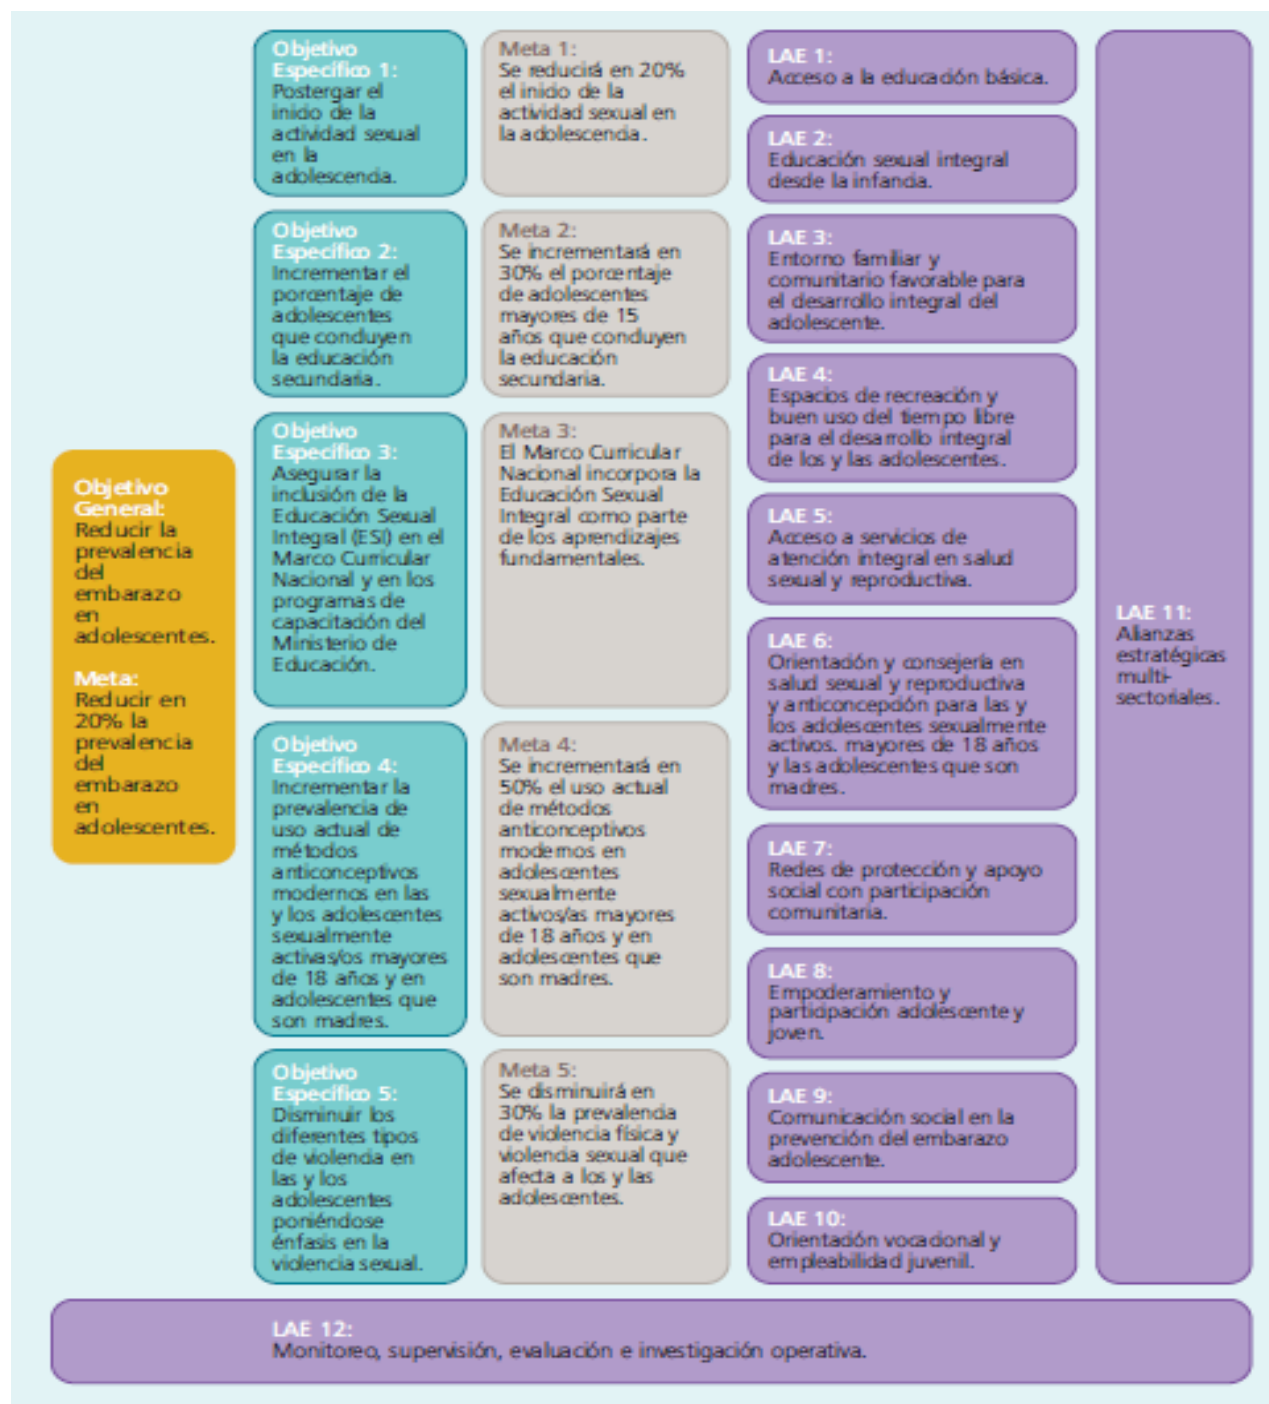 Objetivo
General:
Reducir la
prevalencia
del
embarazo
en
adolescentes.
Meta:
Reducir en
20% la
prevalencia
del
embarazo
en
adolescentes.
Objetivo
Específico 1:
Postergar el
inicio de la
actividad sexual
en la
adolescencia.
Meta 1:
Se reducirá en 20%
el inicio de la
actividad sexual en
la adolescencia.
Objetivo
Específico 2:
Incrementar el
porcentaje de
adolescentes
que concluyen
la educación
secundaria.
Meta 2:
Se incrementará en
30% el porcentaje
de adolescentes
mayores de 15
años que concluyen
la educación
secundaria.
Objetivo
Específico 3:
Asegurar la
inclusión de la
Educación Sexual
Integral (ESI) en el
Marco Curricular
Nacional y en los
programas de
capacitación del
Ministerio de
Educación.
Meta 3:
El Marco Curricular
Nacional incorpora la
Educación Sexual
Integral como parte
de los aprendizajes
fundamentales.
Objetivo
Específico 4:
Incrementar la
prevalencia de
uso actual de
métodos
anticonceptivos
modernos en las
y los adolescentes
sexualmente
activas/os mayores
de 18 años y en
adolescentes que
son madres.
Meta 4:
Se incrementará en
50% el uso actual
de métodos
anticonceptivos
modernos en
adolescentes
sexualmente
activos/as mayores
de 18 años y en
adolescentes que
son madres.
Objetivo
Específico 5:
Disminuir los
diferentes tipos
de violencia en
las y los
adolescentes
poniéndose
énfasis en la
violencia sexual.
Meta 5:
Se disminuirá en
30% la prevalencia
de violencia física y
violencia sexual que
afecta a los y las
adolescentes.
LAE 1:
Acceso a la educación básica.
LAE 2:
Educación sexual integral
desde la infancia.
LAE 3:
Entorno familiar y
comunitario favorable para
el desarrollo integral del
adolescente.
LAE 4:
Espacios de recreación y
buen uso del tiempo libre
para el desarrollo integral
de los y las adolescentes.
LAE 5:
Acceso a servicios de
atención integral en salud
sexual y reproductiva.
LAE 6:
Orientación y consejería en
salud sexual y reproductiva
y anticoncepción para las y
los adolescentes sexualmente
activos. mayores de 18 años
y las adolescentes que son
madres.
LAE 7:
Redes de protección y apoyo
social con participación
comunitaria.
LAE 8:
Empoderamiento y
participación adolescente y
joven.
LAE 9:
Comunicación social en la
prevención del embarazo
adolescente.
LAE 10:
Orientación vocacional y
empleabilidad juvenil.
LAE 11:
Alianzas
estratégicas
multi-
sectoriales.
LAE 12:
Monitoreo, supervisión, evaluación e investigación operativa.